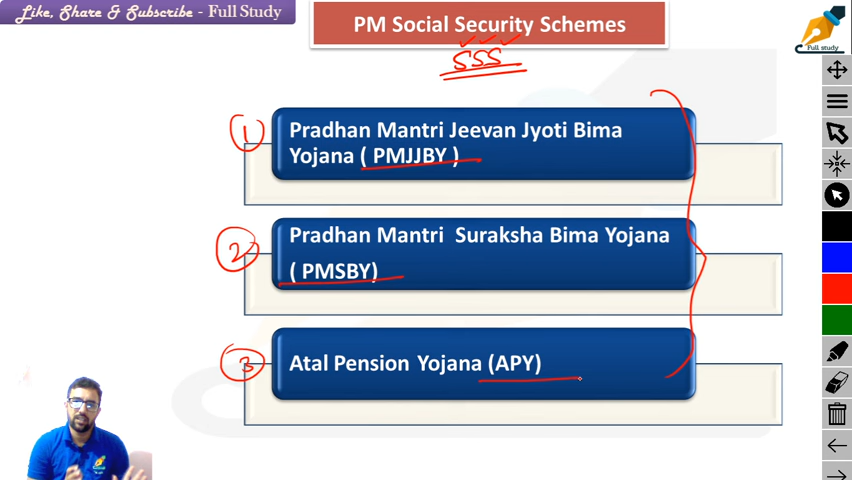 Like, Share & Subscribe - Full Study
PM Social Security Schemes
Full study
SSS
1
Pradhan Mantri Jeevan Jyoti Bima
Yojana ( PMJJBY )
2
Pradhan Mantri Suraksha Bima Yojana
( PMSBY)
3
Atal Pension Yojana (APY)